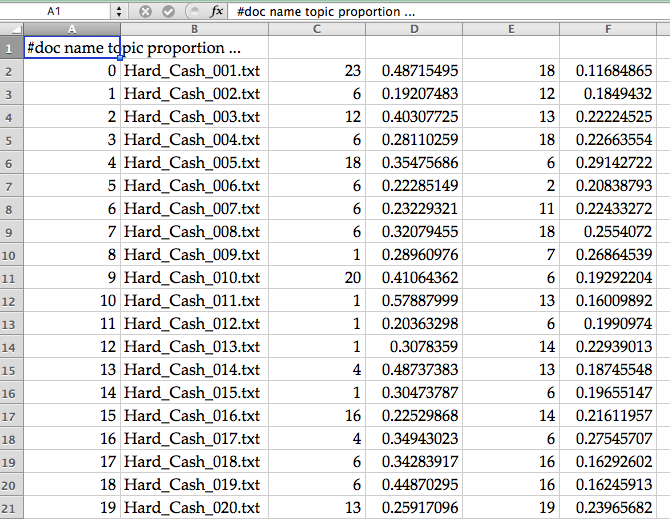 A1 fx #doc name topic proportion ...
A B C D E F
1 #doc name topic proportion ...
2 0 Hard_Cash_001.txt 23 0.48715495 18 0.11684865
3 1 Hard_Cash_002.txt 6 0.19207483 12 0.1849432
4 2 Hard_Cash_003.txt 12 0.40307725 13 0.22224525
5 3 Hard_Cash_004.txt 6 0.28110259 18 0.22663554
6 4 Hard_Cash_005.txt 18 0.35475686 6 0.29142722
7 5 Hard_Cash_006.txt 6 0.22285149 2 0.20838793
8 6 Hard_Cash_007.txt 6 0.23229321 11 0.22433272
9 7 Hard_Cash_008.txt 6 0.32079455 18 0.2554072
10 8 Hard_Cash_009.txt 1 0.28960976 7 0.26864539
11 9 Hard_Cash_010.txt 20 0.41064362 6 0.19292204
12 10 Hard_Cash_011.txt 1 0.57887999 13 0.16009892
13 11 Hard_Cash_012.txt 1 0.20363298 6 0.1990974
14 12 Hard_Cash_013.txt 1 0.3078359 14 0.22939013
15 13 Hard_Cash_014.txt 4 0.48737383 13 0.18745548
16 14 Hard_Cash_015.txt 1 0.30473787 6 0.19655147
17 15 Hard_Cash_016.txt 16 0.22529868 14 0.21611957
18 16 Hard_Cash_017.txt 4 0.34943023 6 0.27545707
19 17 Hard_Cash_018.txt 6 0.34283917 16 0.16292602
20 18 Hard_Cash_019.txt 6 0.44870295 16 0.16245913
21 19 Hard_Cash_020.txt 13 0.25917096 19 0.23965682